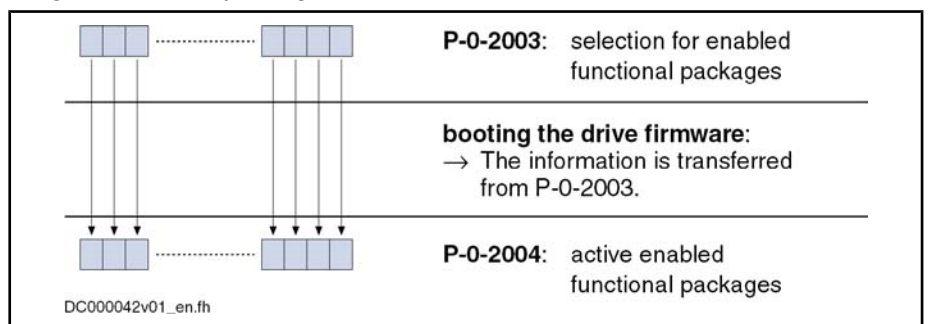 P-0-2003: selection for enabled
functional packages
booting the drive firmware:
→ The information is transferred
from P-0-2003.
P-0-2004: active enabled
functional packages
DC000042v01_en.fh